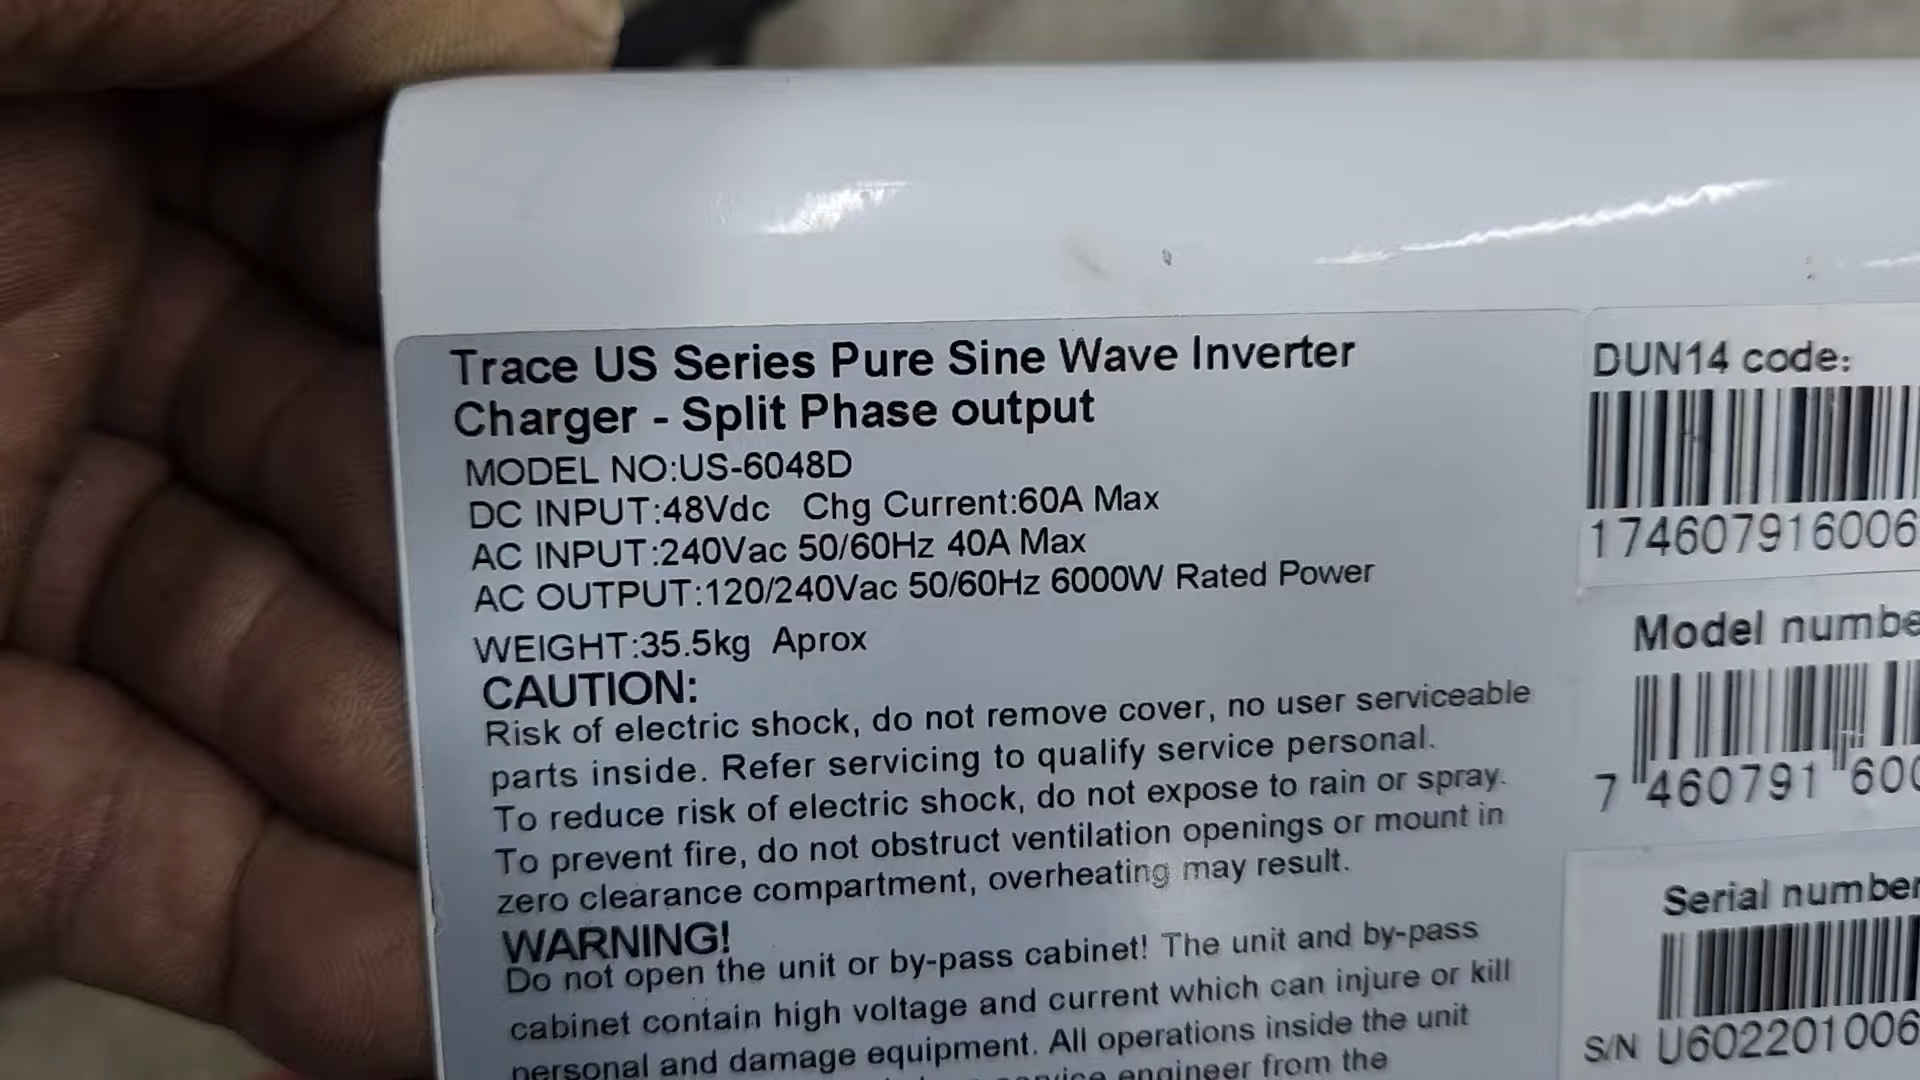 Trace US Series Pure Sine Wave Inverter
Charger - Split Phase output
MODEL NO:US-6048D
DC INPUT:48Vdc Chg Current:60A Max
AC INPUT:240Vac 50/60Hz 40A Max
AC OUTPUT:120/240Vac 50/60Hz 6000W Rated Power
WEIGHT:35.5kg Aprox
CAUTION:
Risk of electric shock, do not remove cover, no user serviceable
parts inside. Refer servicing to qualify service personal.
To reduce risk of electric shock, do not expose to rain or spray.
To prevent fire, do not obstruct ventilation openings or mount in
zero clearance compartment, overheating may result.
WARNING!
Do not open the unit or by-pass cabinet! The unit and by-pass
cabinet contain high voltage and current which can injure or kill
personal and damage equipment. All operations inside the unit
service engineer from the
DUN14 code:
174607916006
Model numbe
7 460791 600
Serial number
S/N U602201006